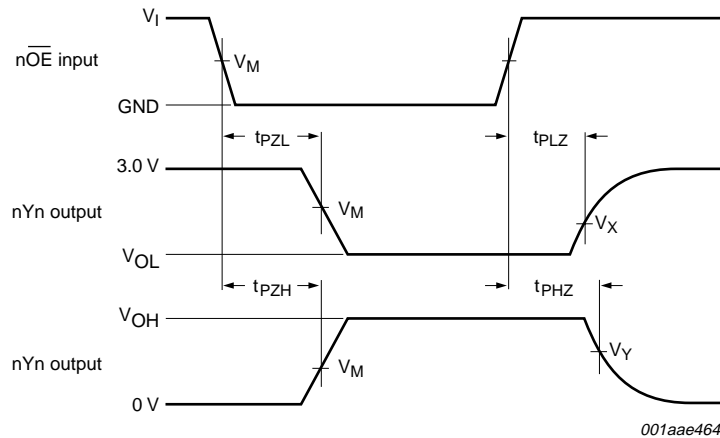 VI
nOE input
VM
GND
tPZL
tPLZ
3.0 V
nYn output
VM
VX
VOL
tPZH
tPHZ
VOH
nYn output
VM
VY
0 V
001aae464